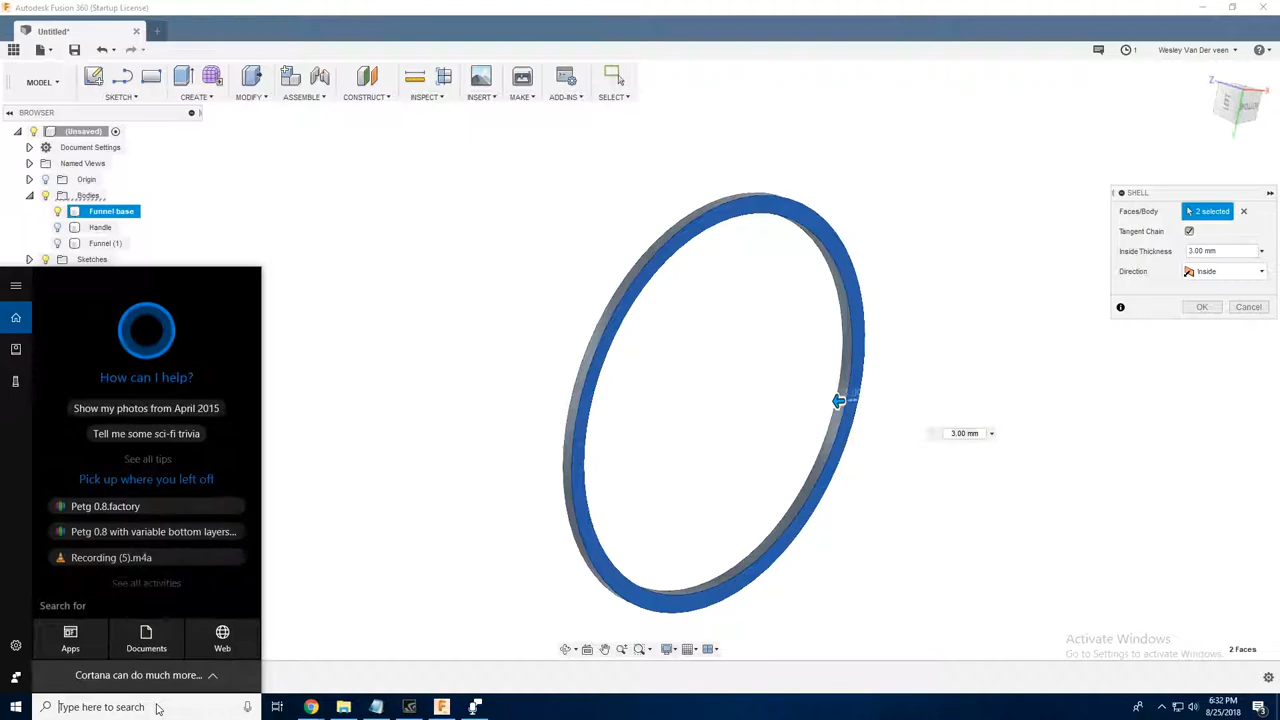 Autodesk Fusion 360 (Startup License)
Untitled*
Wesley Van Der veen
MODEL
SKETCH
CREATE
MODIFY
ASSEMBLE
CONSTRUCT
INSPECT
INSERT
MAKE
ADD-INS
SELECT
BROWSER
(Unsaved)
Document Settings
Named Views
Origin
Bodies
Funnel base
Handle
Funnel (1)
Sketches
SHELL
Faces/Body 2 selected
Tangent Chain
Inside Thickness 3.00 mm
Direction Inside
OK Cancel
3.00 mm
How can I help?
Show my photos from April 2015
Tell me some sci-fi trivia
See all tips
Pick up where you left off
Petg 0.8.factory
Petg 0.8 with variable bottom layers...
Recording (5).m4a
See all activities
Search for
Apps Documents Web
Cortana can do much more...
Type here to search
Activate Windows
Go to Settings to activate Windows.
2 Faces
6:32 PM
8/25/2018